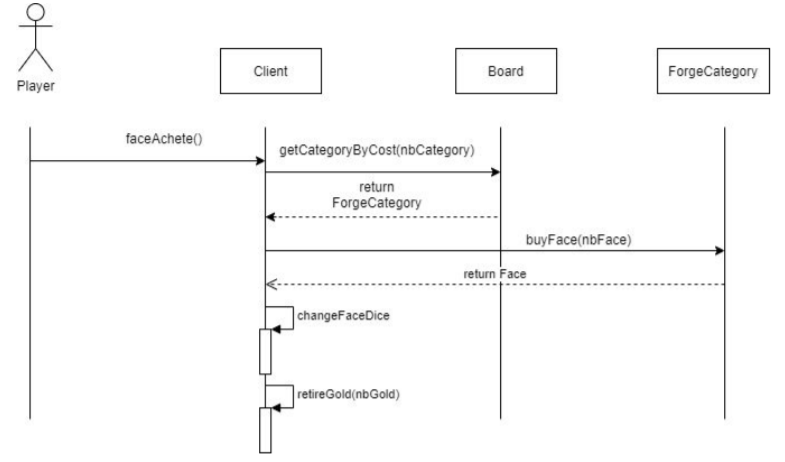 Player
Client
Board
ForgeCategory
faceAchete()
getCategoryByCost(nbCategory)
return
ForgeCategory
buyFace(nbFace)
return Face
changeFaceDice
retireGold(nbGold)